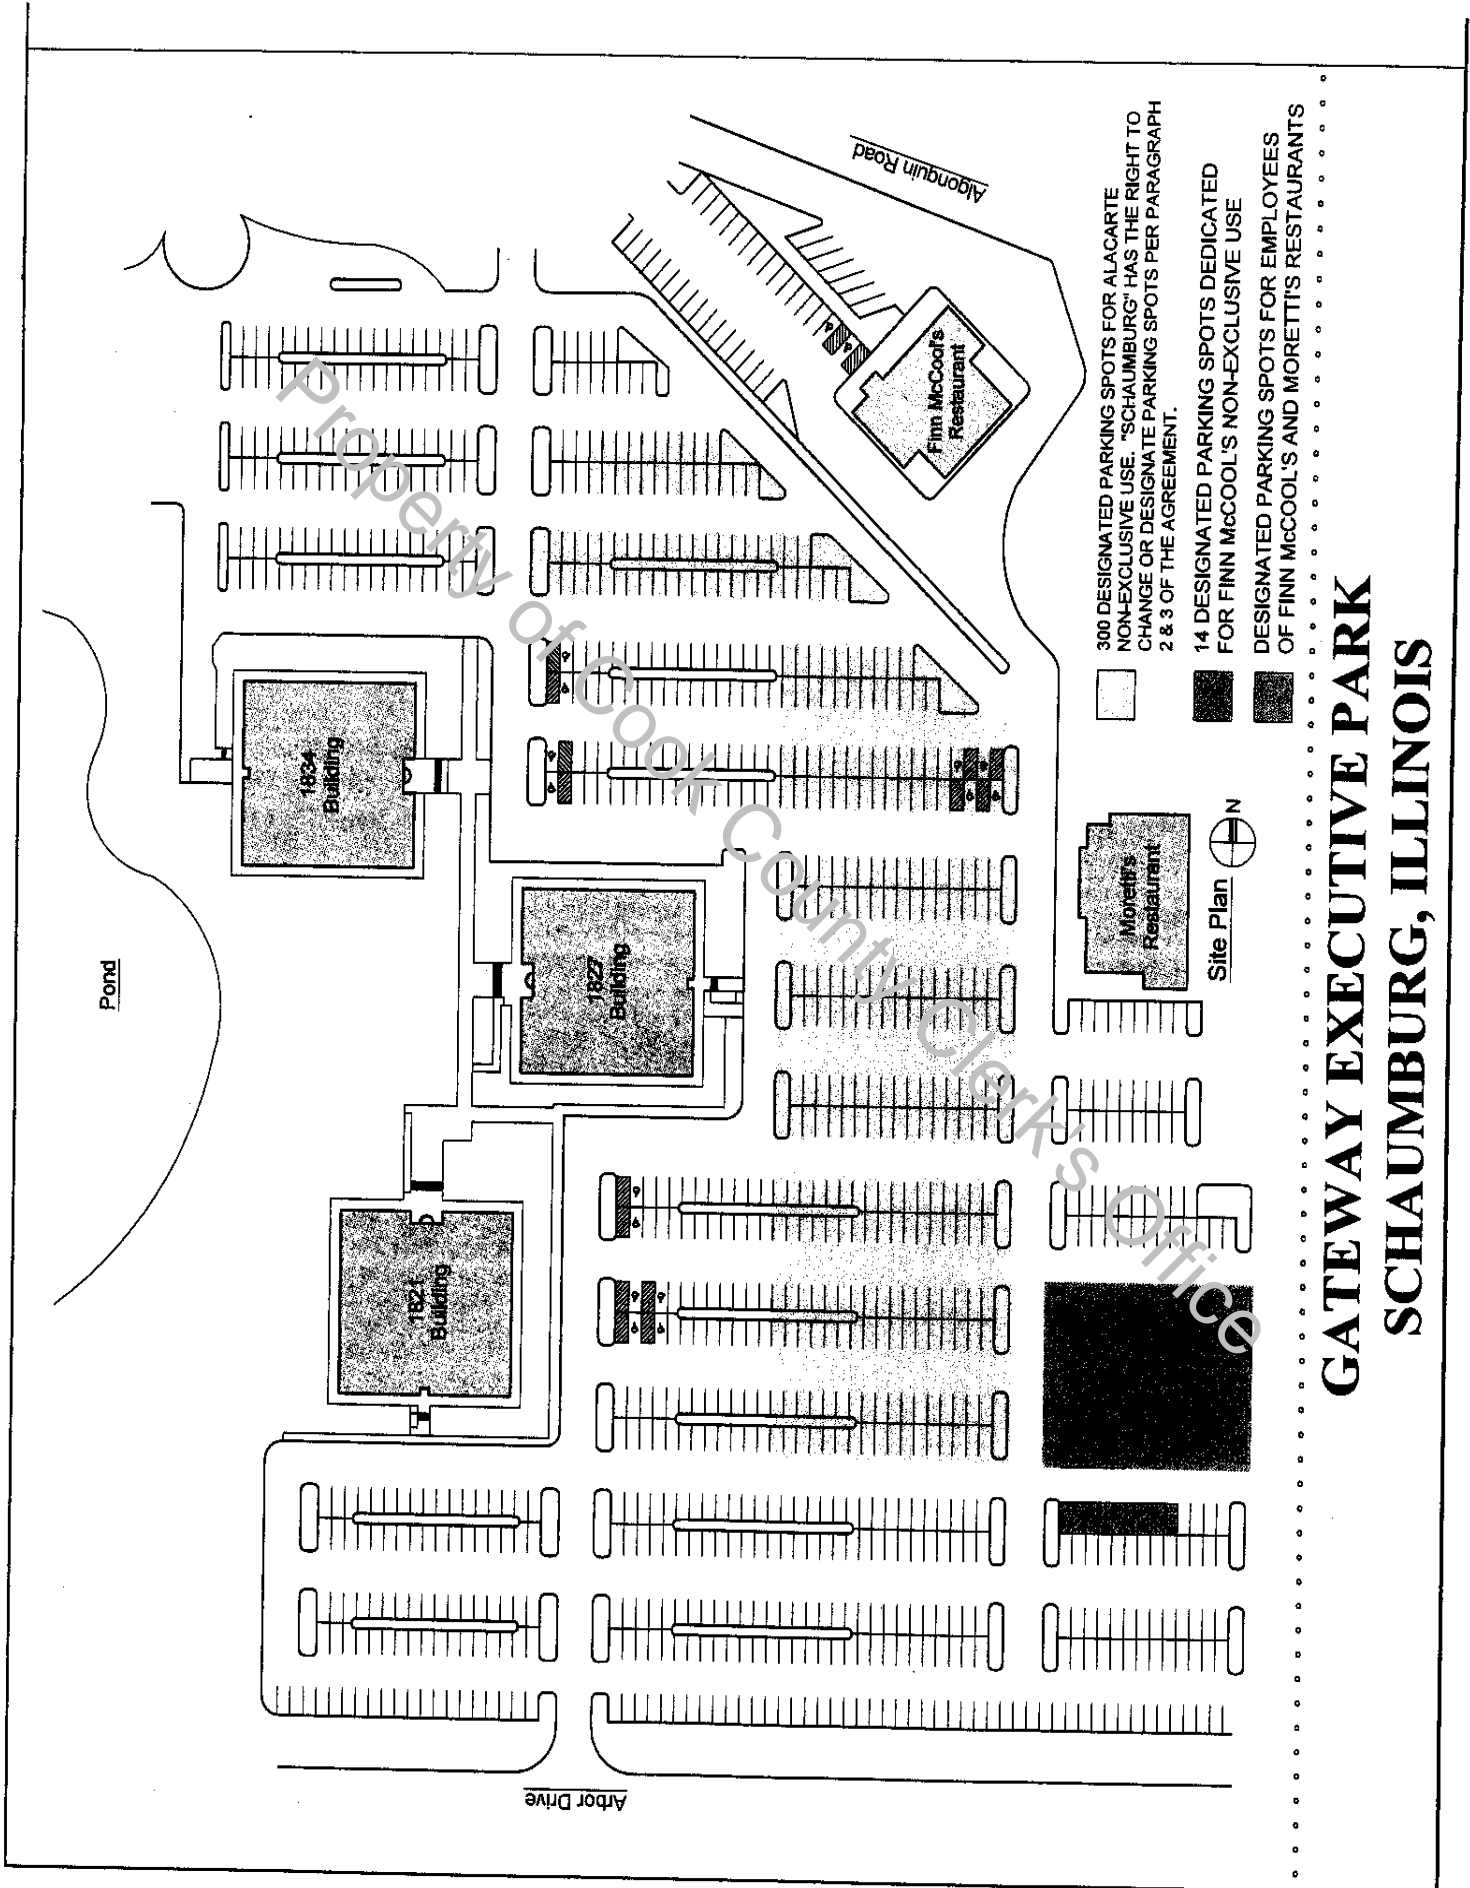 Pond
1834
Building
1827
Building
1821
Building
Algonquin Road
Finn McCool's
Restaurant
Moretti's
Restaurant
Site Plan
N
Arbor Drive
300 DESIGNATED PARKING SPOTS FOR ALACARTE
NON-EXCLUSIVE USE. "SCHAUMBURG" HAS THE RIGHT TO
CHANGE OR DESIGNATE PARKING SPOTS PER PARAGRAPH
2 & 3 OF THE AGREEMENT.
14 DESIGNATED PARKING SPOTS DEDICATED
FOR FINN McCOOL'S NON-EXCLUSIVE USE
DESIGNATED PARKING SPOTS FOR EMPLOYEES
OF FINN McCOOL'S AND MORETTI'S RESTAURANTS
GATEWAY EXECUTIVE PARK
SCHAUMBURG, ILLINOIS
Property of Cook County Clerk's Office